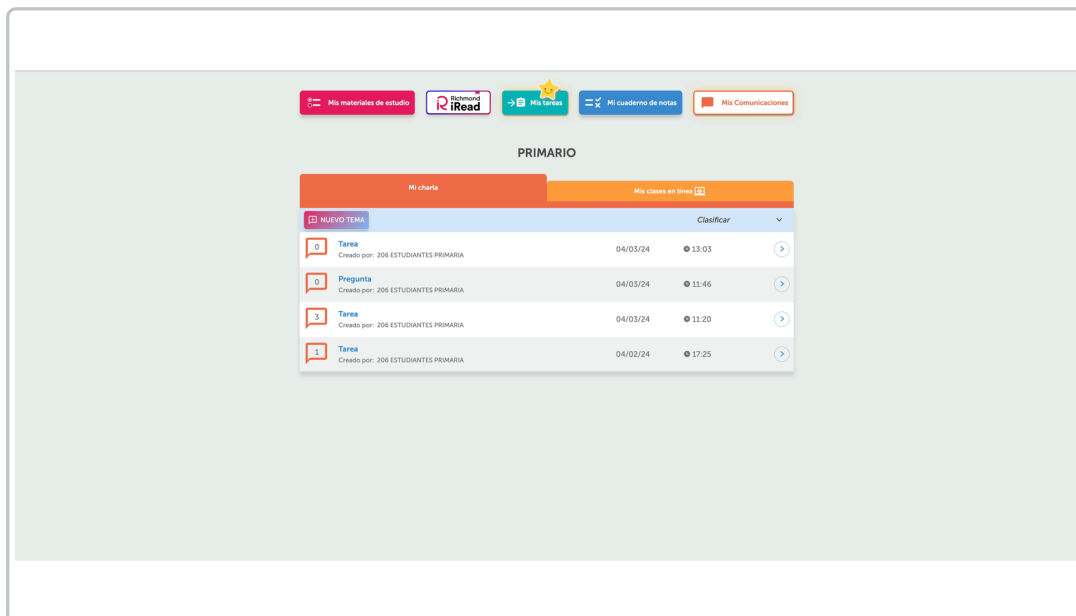 Mis materiales de estudio
Richmond
iRead
Mis tareas
Mi cuaderno de notas
Mis Comunicaciones
PRIMARIO
Mi charla
Mis clases en línea
NUEVO TEMA
Clasificar
0
Tarea
Creado por: 206 ESTUDIANTES PRIMARIA
04/03/24
13:03
0
Pregunta
Creado por: 206 ESTUDIANTES PRIMARIA
04/03/24
11:46
3
Tarea
Creado por: 206 ESTUDIANTES PRIMARIA
04/03/24
11:20
1
Tarea
Creado por: 206 ESTUDIANTES PRIMARIA
04/02/24
17:25